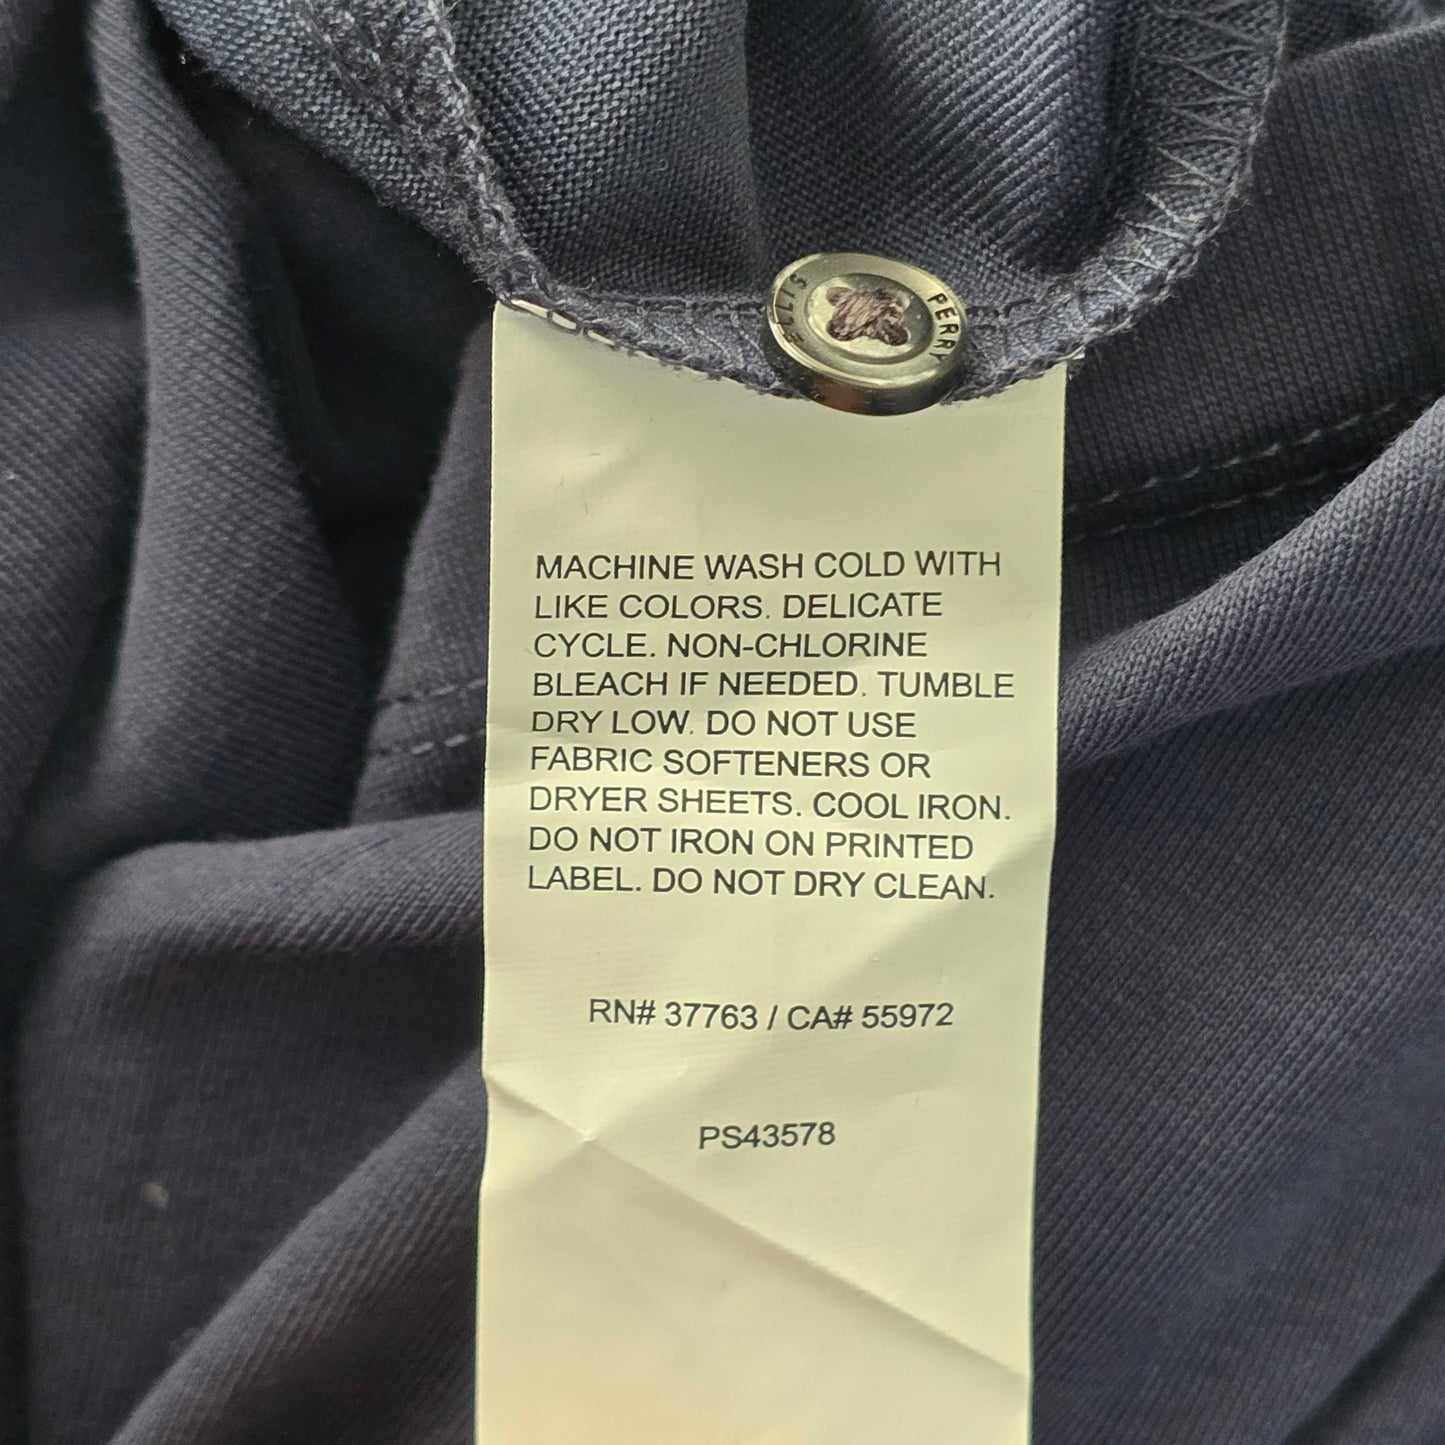 PERRY ELLIS
MACHINE WASH COLD WITH
LIKE COLORS. DELICATE
CYCLE. NON-CHLORINE
BLEACH IF NEEDED. TUMBLE
DRY LOW. DO NOT USE
FABRIC SOFTENERS OR
DRYER SHEETS. COOL IRON.
DO NOT IRON ON PRINTED
LABEL. DO NOT DRY CLEAN.
RN# 37763 / CA# 55972
PS43578